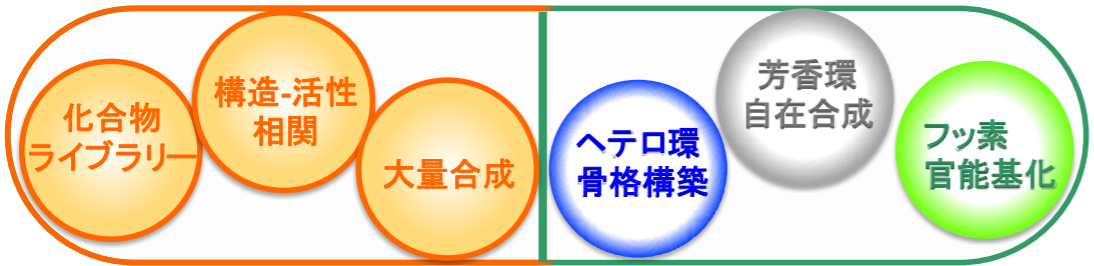 化合物
ライブラリー
構造-活性
相関
大量合成
ヘテロ環
骨格構築
芳香環
自在合成
フッ素
官能基化